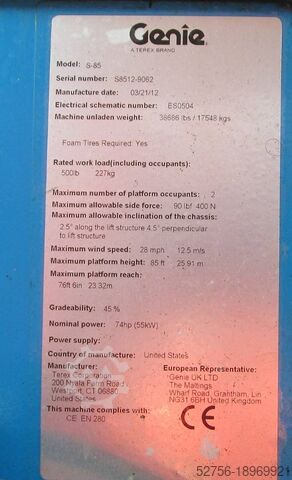 Genie
A TEREX BRAND
Model: S-85
Serial number: S8512-9062
Manufacture date: 03/21/12
Electrical schematic number: ES0504
Machine unladen weight: 38686 lbs / 17548 kgs
Foam Tires Required Yes
Rated work load(including occupants):
500lb 227kg
Maximum number of platform occupants: 2
Maximum allowable side force: 90 lbf 400 N
Maximum allowable inclination of the chassis:
2.5° along the lift structure 4.5° perpendicular
to lift structure
Maximum wind speed: 28 mph 12.5 m/s
Maximum platform height: 85 ft 25.91 m
Maximum platform reach:
76ft 6in 23.32m
Gradeability: 45 %
Nominal power: 74hp (55kW)
Power supply:
Country of manufacture: United States
Manufacturer:
Terex Corporation
200 Nyala Farm Road
Westport, CT 06880
United States
This machine complies with:
CE EN 280
European Representative:
Genie UK LTD
The Maltings
Wharf Road, Grantham, Lin
NG31 6BH United Kingdom
CE
52756-18969921